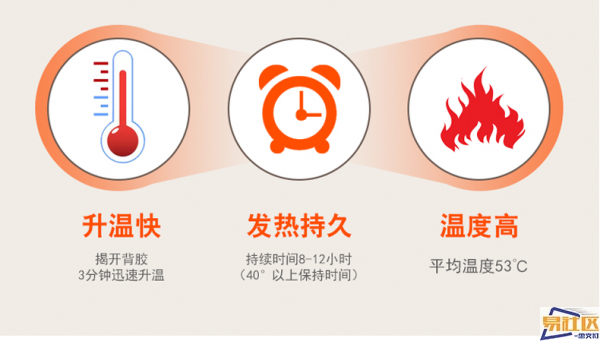 升温快
发热持久
温度高
揭开背胶
3分钟迅速升温
持续时间8-12小时
（40°以上保持时间）
平均温度53℃
易社区